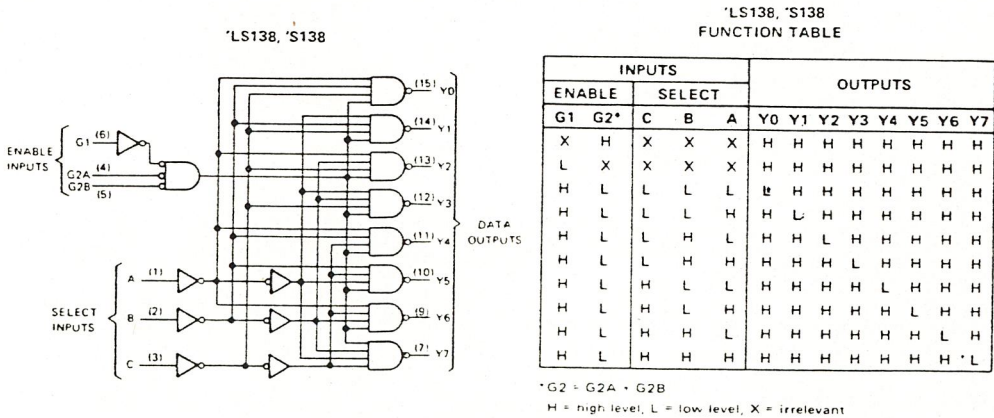 'LS138, 'S138
G1 (6)
ENABLE INPUTS
G2A (4)
G2B (5)
SELECT INPUTS
A (1)
B (2)
C (3)
(15) Y0
(14) Y1
(13) Y2
(12) Y3
(11) Y4
(10) Y5
(9) Y6
(7) Y7
DATA OUTPUTS
'LS138, 'S138
FUNCTION TABLE
INPUTS OUTPUTS
ENABLE SELECT
G1 G2* C B A Y0 Y1 Y2 Y3 Y4 Y5 Y6 Y7
X H X X X H H H H H H H H
L X X X X H H H H H H H H
H L L L L L H H H H H H H
H L L L H H L H H H H H H
H L L H L H H L H H H H H
H L L H H H H H L H H H H
H L H L L H H H H L H H H
H L H L H H H H H H L H H
H L H H L H H H H H H L H
H L H H H H H H H H H H L
*G2 = G2A + G2B
H = high level, L = low level, X = irrelevant